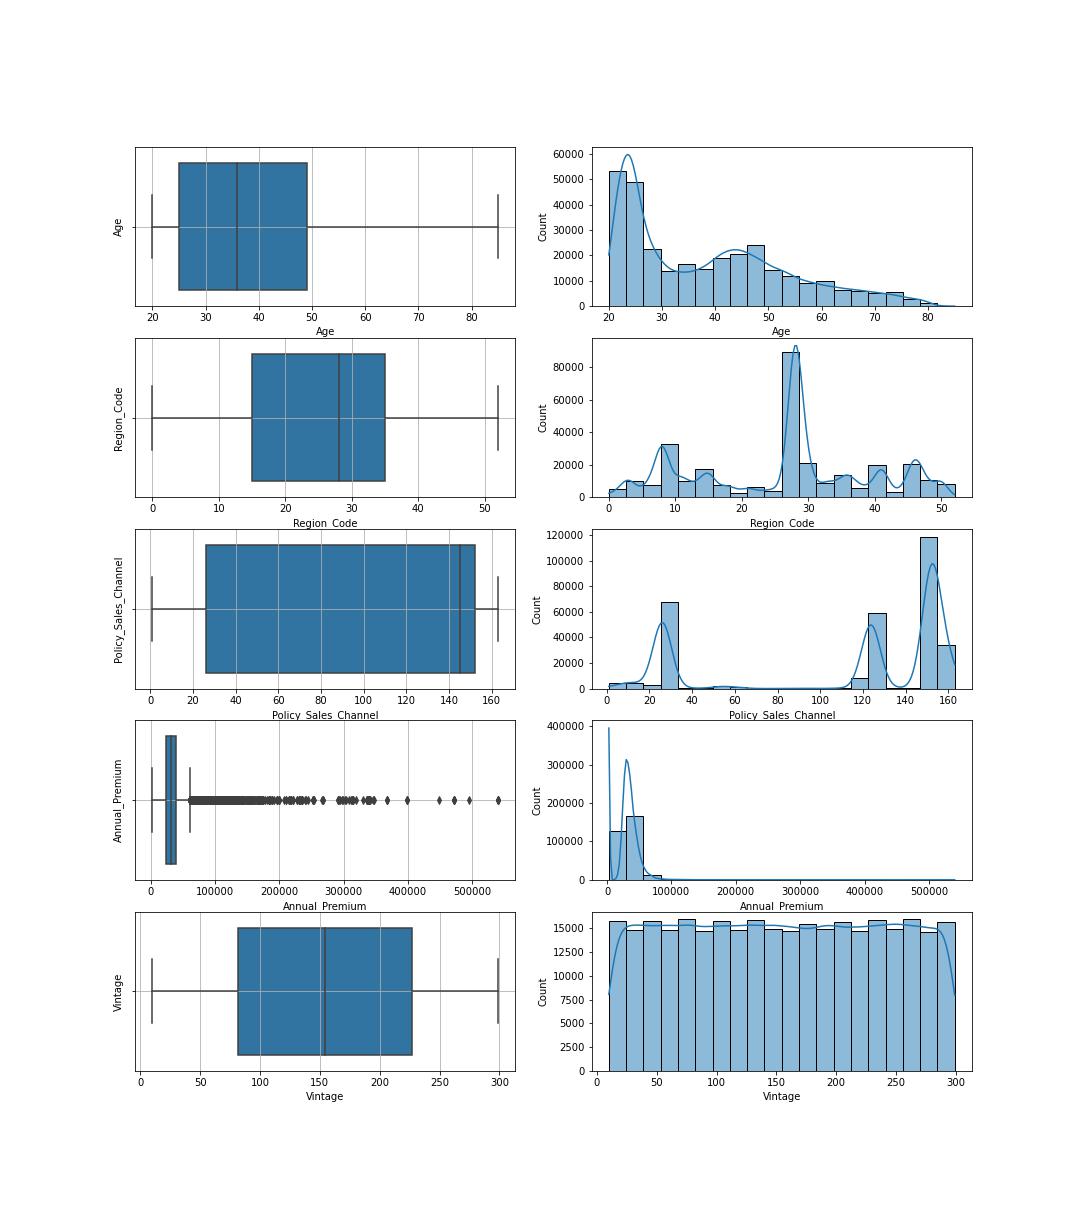 Age
20 30 40 50 60 70 80
Age
Count
60000
50000
40000
30000
20000
10000
0
20 30 40 50 60 70 80
Age
Region_Code
0 10 20 30 40 50
Region_Code
Count
80000
60000
40000
20000
0
0 10 20 30 40 50
Region_Code
Policy_Sales_Channel
0 20 40 60 80 100 120 140 160
Policy_Sales_Channel
Count
120000
100000
80000
60000
40000
20000
0
0 20 40 60 80 100 120 140 160
Policy_Sales_Channel
Annual_Premium
0 100000 200000 300000 400000 500000
Annual_Premium
Count
400000
300000
200000
100000
0
0 100000 200000 300000 400000 500000
Annual_Premium
Vintage
0 50 100 150 200 250 300
Vintage
Count
15000
12500
10000
7500
5000
2500
0
0 50 100 150 200 250 300
Vintage